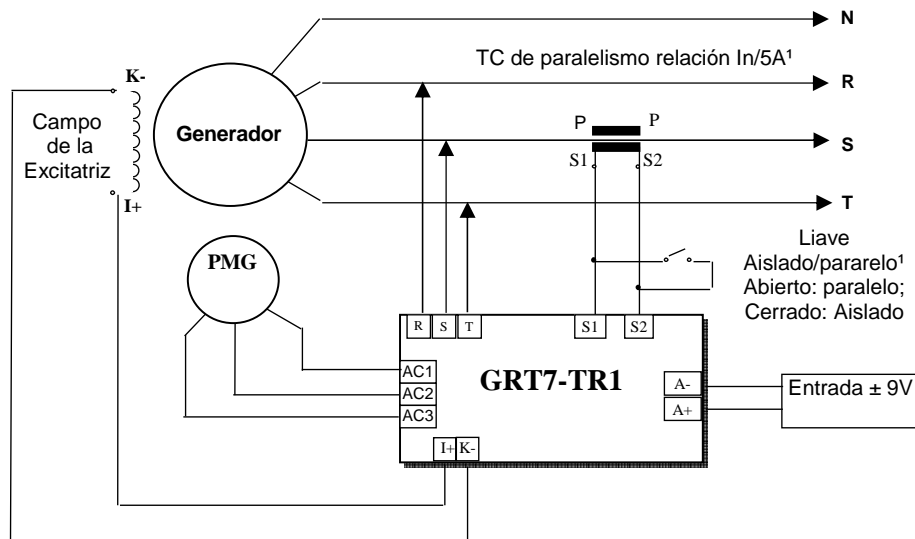 N
TC de paralelismo relación In/5A¹
K-
R
Campo
de la
Excitatriz
Generador
P
P
S
S1
S2
I+
T
PMG
Liave
Aislado/pararelo¹
Abierto: paralelo;
Cerrado: Aislado
R
S
T
S1
S2
AC1
AC2
AC3
GRT7-TR1
A-
A+
Entrada ± 9V
I+
K-